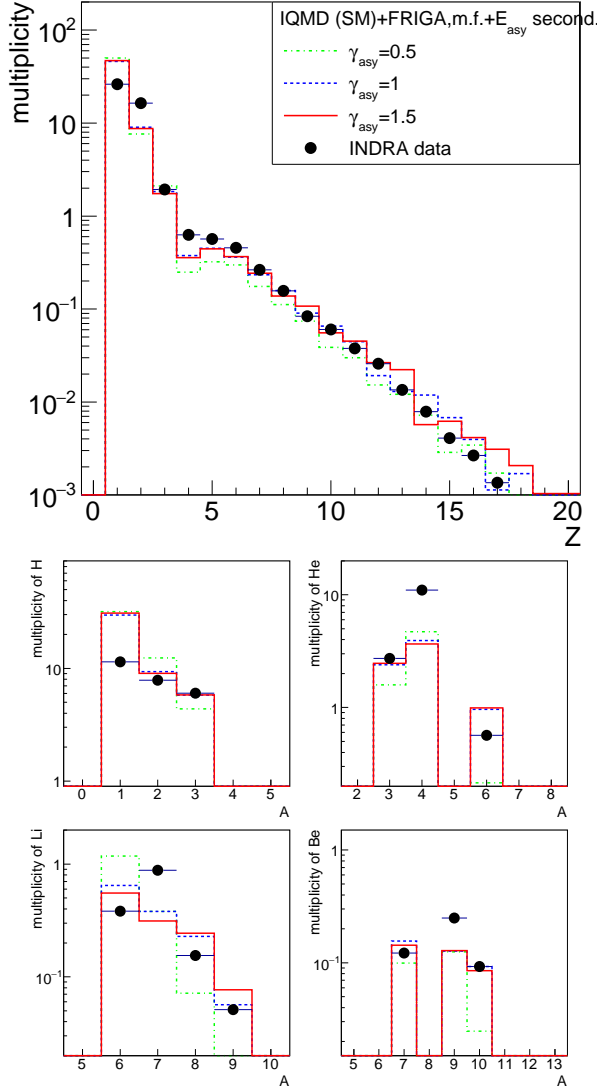 IQMD (SM)+FRIGA,m.f.+E_asy second.
γ_asy=0.5
γ_asy=1
γ_asy=1.5
INDRA data
multiplicity
10²
10
1
10⁻¹
10⁻²
10⁻³
0 5 10 15 20
Z
multiplicity of H
10
1
0 1 2 3 4 5
A
multiplicity of He
10
1
2 3 4 5 6 7 8
A
multiplicity of Li
1
10⁻¹
5 6 7 8 9 10
A
multiplicity of Be
1
10⁻¹
5 6 7 8 9 10 11 12 13
A